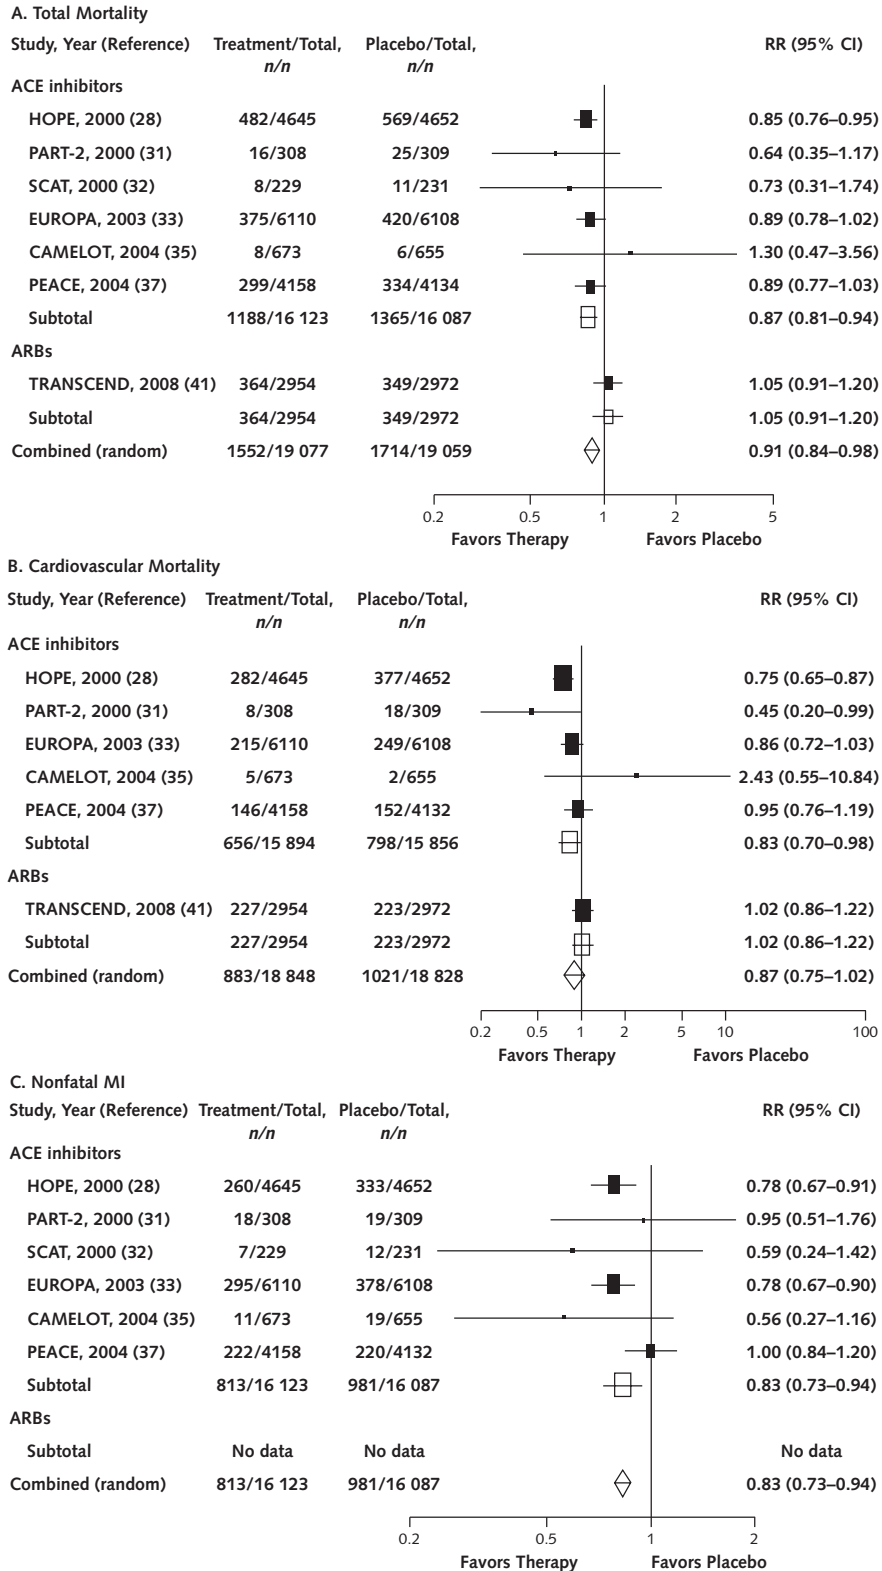 A. Total Mortality
Study, Year (Reference) Treatment/Total, Placebo/Total, RR (95% CI)
n/n n/n
ACE inhibitors
HOPE, 2000 (28) 482/4645 569/4652 0.85 (0.76–0.95)
PART-2, 2000 (31) 16/308 25/309 0.64 (0.35–1.17)
SCAT, 2000 (32) 8/229 11/231 0.73 (0.31–1.74)
EUROPA, 2003 (33) 375/6110 420/6108 0.89 (0.78–1.02)
CAMELOT, 2004 (35) 8/673 6/655 1.30 (0.47–3.56)
PEACE, 2004 (37) 299/4158 334/4134 0.89 (0.77–1.03)
Subtotal 1188/16 123 1365/16 087 0.87 (0.81–0.94)
ARBs
TRANSCEND, 2008 (41) 364/2954 349/2972 1.05 (0.91–1.20)
Subtotal 364/2954 349/2972 1.05 (0.91–1.20)
Combined (random) 1552/19 077 1714/19 059 0.91 (0.84–0.98)
0.2 0.5 1 2 5
Favors Therapy Favors Placebo
B. Cardiovascular Mortality
Study, Year (Reference) Treatment/Total, Placebo/Total, RR (95% CI)
n/n n/n
ACE inhibitors
HOPE, 2000 (28) 282/4645 377/4652 0.75 (0.65–0.87)
PART-2, 2000 (31) 8/308 18/309 0.45 (0.20–0.99)
EUROPA, 2003 (33) 215/6110 249/6108 0.86 (0.72–1.03)
CAMELOT, 2004 (35) 5/673 2/655 2.43 (0.55–10.84)
PEACE, 2004 (37) 146/4158 152/4132 0.95 (0.76–1.19)
Subtotal 656/15 894 798/15 856 0.83 (0.70–0.98)
ARBs
TRANSCEND, 2008 (41) 227/2954 223/2972 1.02 (0.86–1.22)
Subtotal 227/2954 223/2972 1.02 (0.86–1.22)
Combined (random) 883/18 848 1021/18 828 0.87 (0.75–1.02)
0.2 0.5 1 2 5 10 100
Favors Therapy Favors Placebo
C. Nonfatal MI
Study, Year (Reference) Treatment/Total, Placebo/Total, RR (95% CI)
n/n n/n
ACE inhibitors
HOPE, 2000 (28) 260/4645 333/4652 0.78 (0.67–0.91)
PART-2, 2000 (31) 18/308 19/309 0.95 (0.51–1.76)
SCAT, 2000 (32) 7/229 12/231 0.59 (0.24–1.42)
EUROPA, 2003 (33) 295/6110 378/6108 0.78 (0.67–0.90)
CAMELOT, 2004 (35) 11/673 19/655 0.56 (0.27–1.16)
PEACE, 2004 (37) 222/4158 220/4132 1.00 (0.84–1.20)
Subtotal 813/16 123 981/16 087 0.83 (0.73–0.94)
ARBs
Subtotal No data No data No data
Combined (random) 813/16 123 981/16 087 0.83 (0.73–0.94)
0.2 0.5 1 2
Favors Therapy Favors Placebo